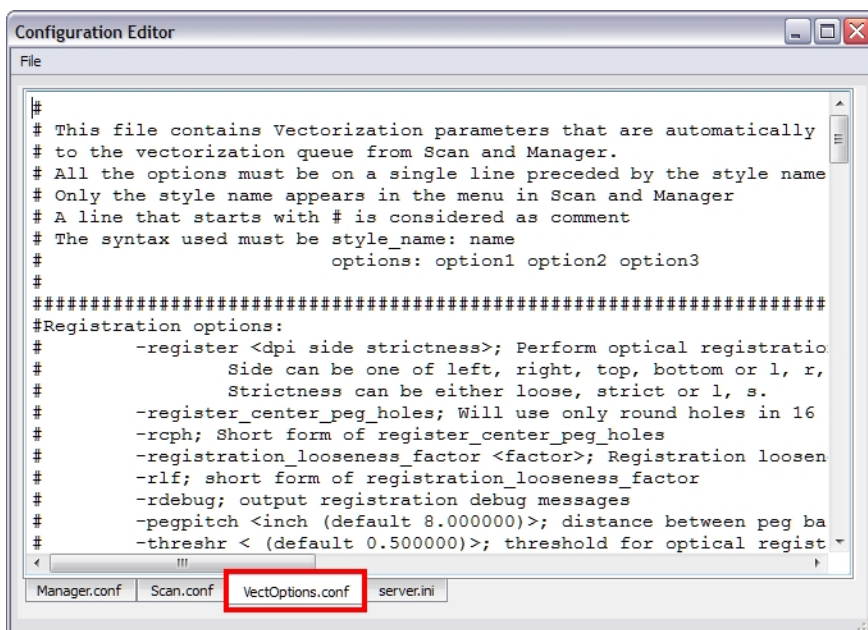 Configuration Editor
File
#
# This file contains Vectorization parameters that are automatically
# to the vectorization queue from Scan and Manager.
# All the options must be on a single line preceded by the style name
# Only the style name appears in the menu in Scan and Manager
# A line that starts with # is considered as comment
# The syntax used must be style_name: name
# options: option1 option2 option3
#
#####################################################################
#Registration options:
# -register <dpi side strictness>; Perform optical registratio
# Side can be one of left, right, top, bottom or l, r,
# Strictness can be either loose, strict or l, s.
# -register_center_peg_holes; Will use only round holes in 16
# -rcph; Short form of register_center_peg_holes
# -registration_looseness_factor <factor>; Registration loosen
# -rlf; short form of registration_looseness_factor
# -rdebug; output registration debug messages
# -pegpitch <inch (default 8.000000)>; distance between peg ba
# -threshr < (default 0.500000)>; threshold for optical regist
Manager.conf Scan.conf VectOptions.conf server.ini